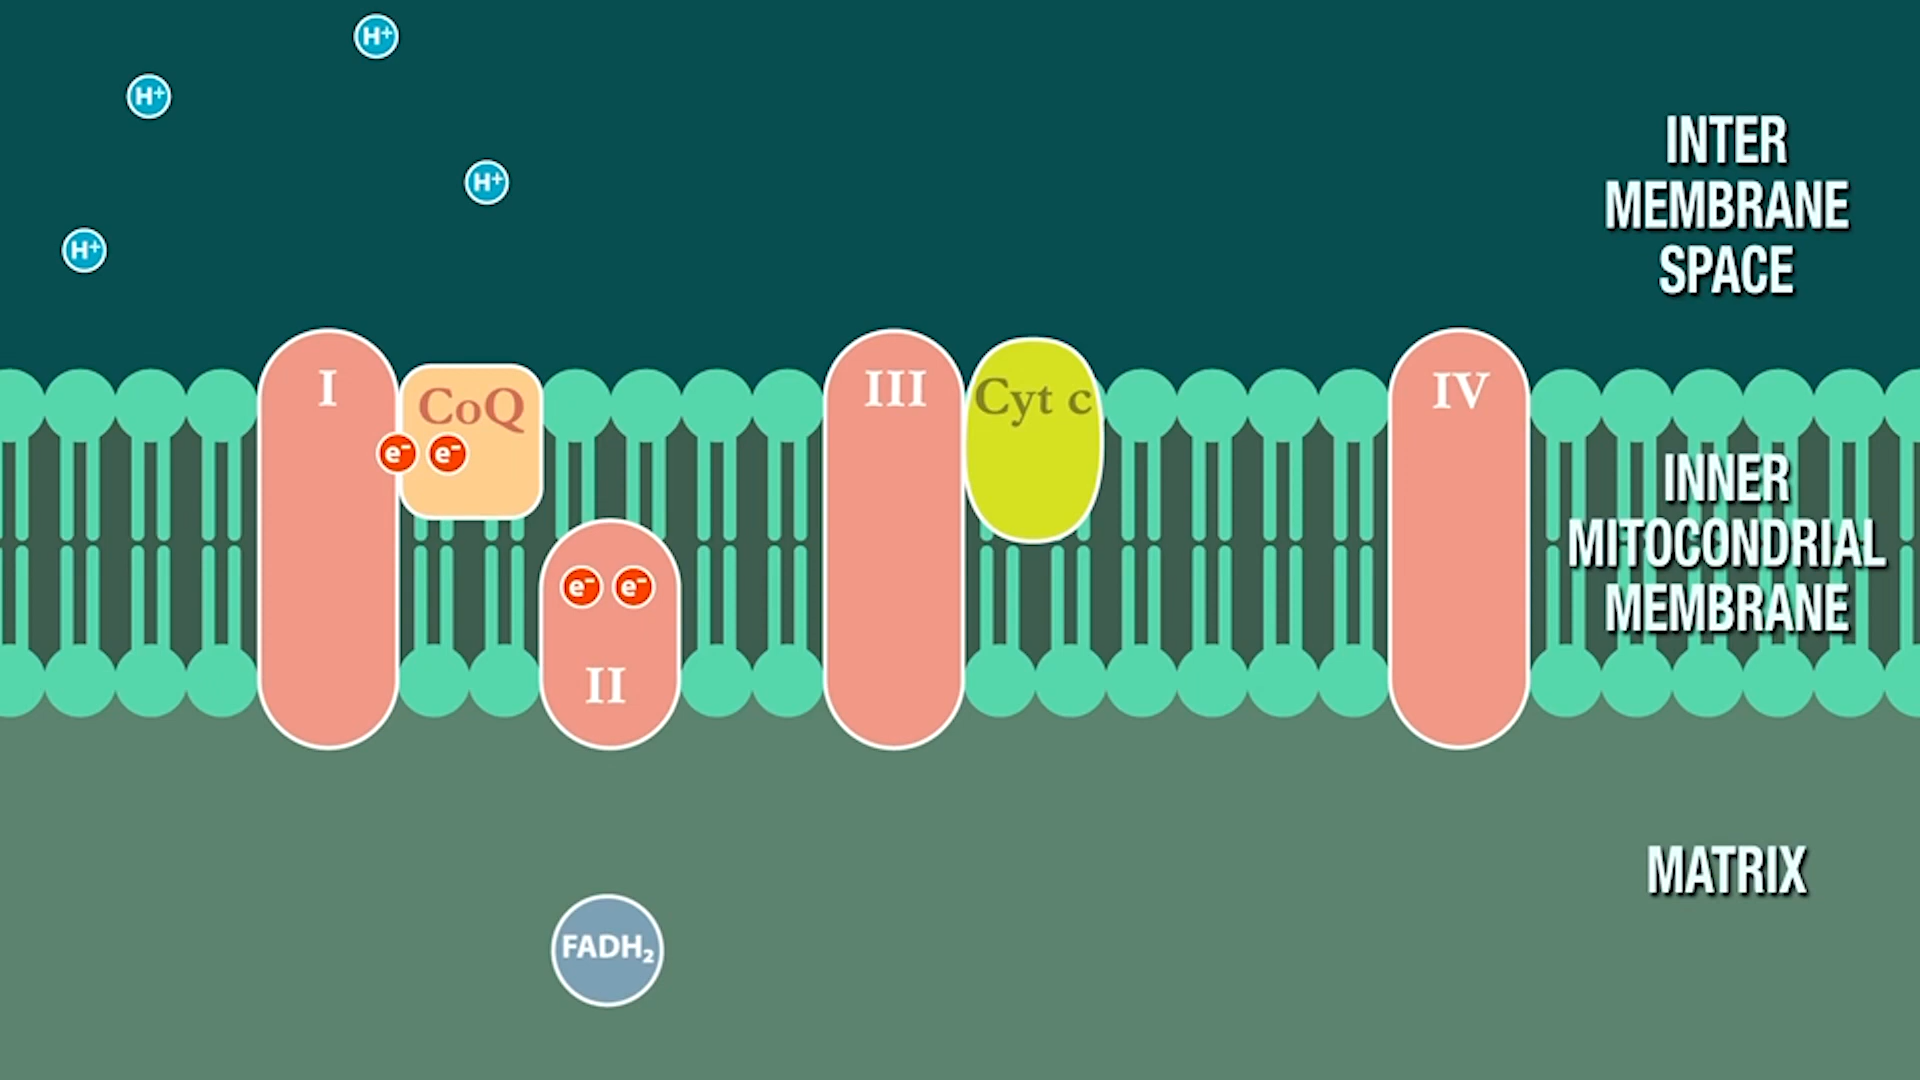 H⁺
H⁺
H⁺
H⁺
INTER
MEMBRANE
SPACE
I
CoQ
e⁻ e⁻
III
Cyt c
IV
INNER
MITOCONDRIAL
MEMBRANE
e⁻ e⁻
II
MATRIX
FADH₂